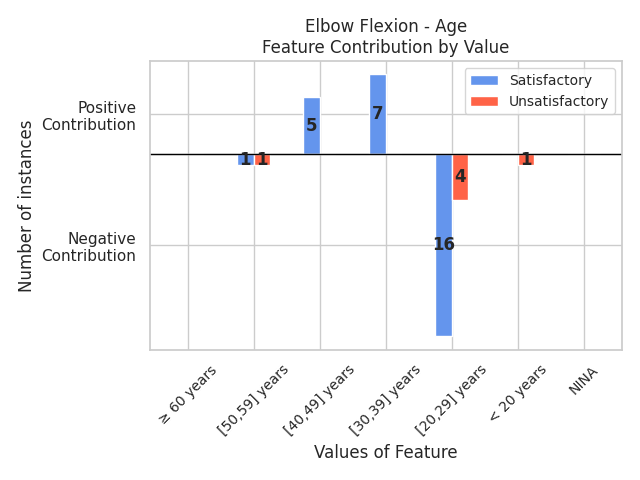 Elbow Flexion - Age
Feature Contribution by Value
Satisfactory
Unsatisfactory
Positive
Contribution
Negative
Contribution
Number of instances
1
1
5
7
16
4
1
≥ 60 years
[50,59] years
[40,49] years
[30,39] years
[20,29] years
< 20 years
NINA
Values of Feature